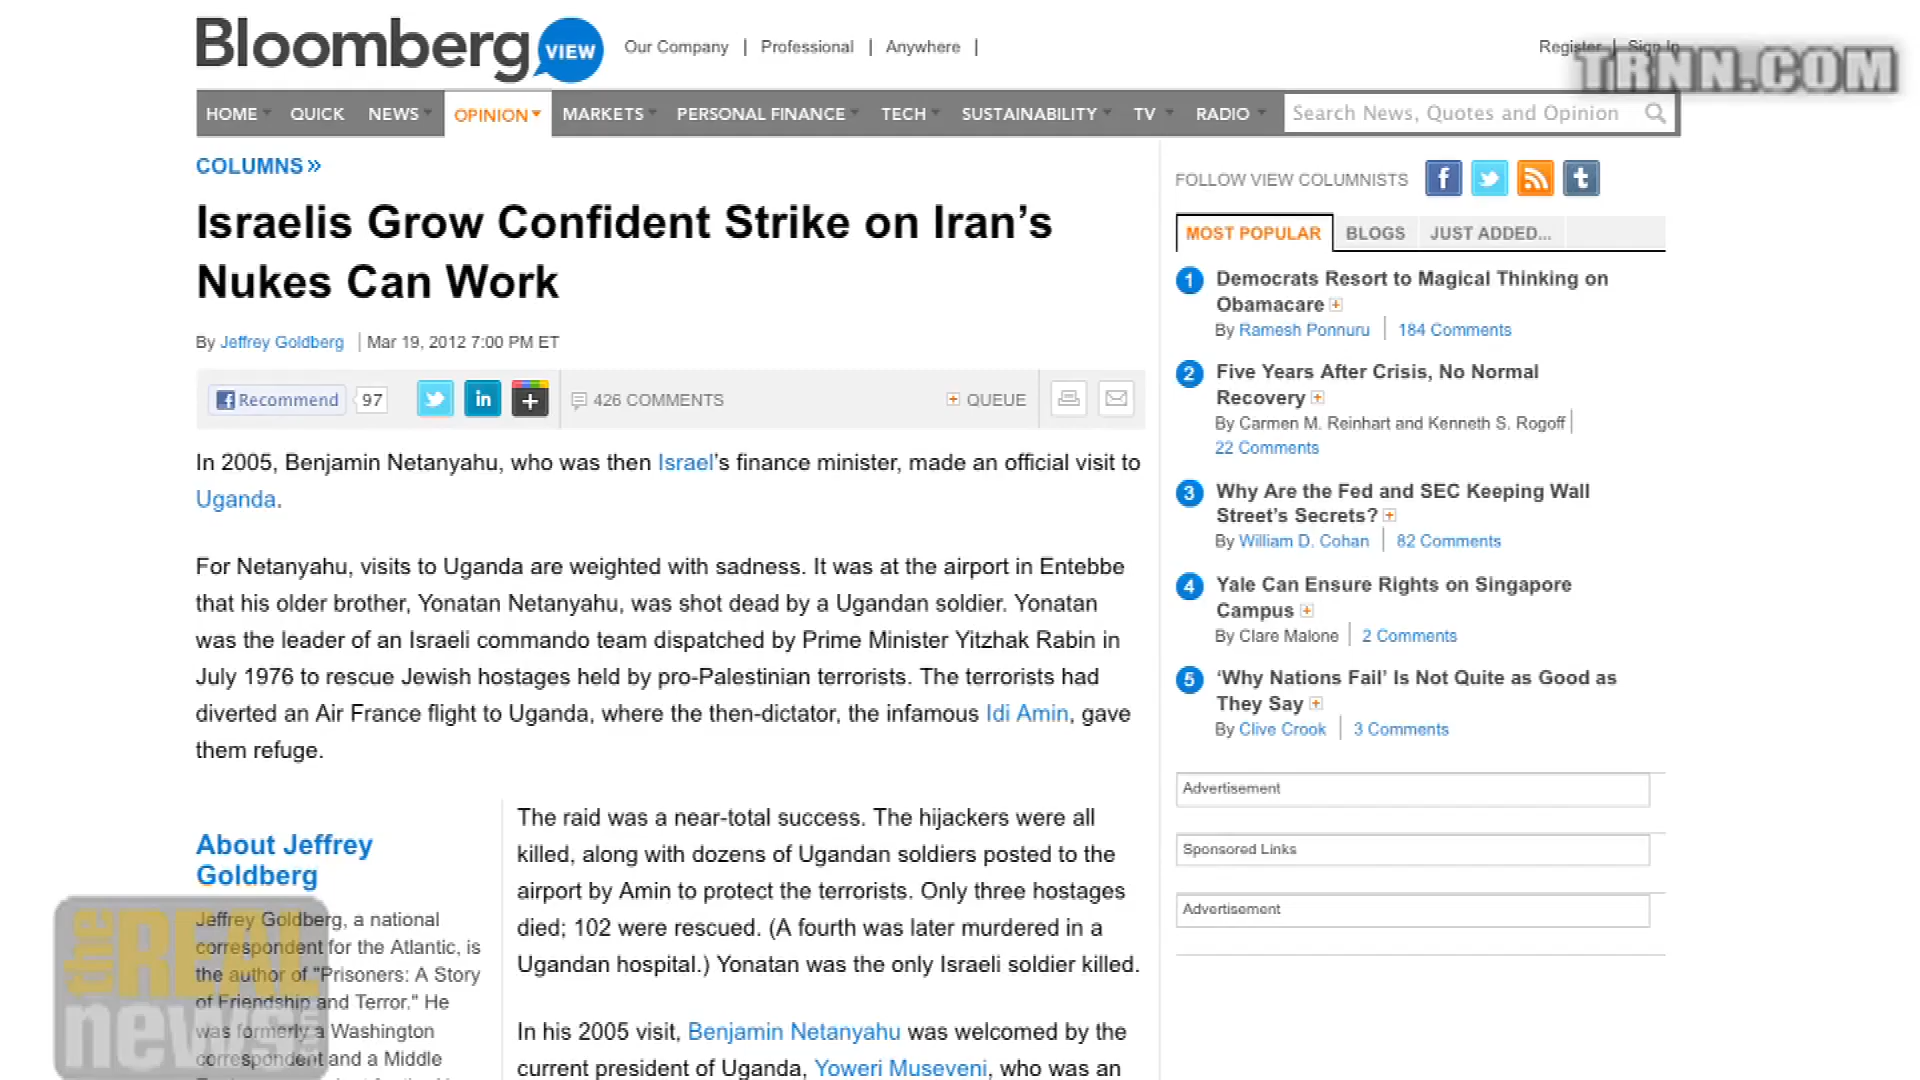 Bloomberg VIEW
Our Company | Professional | Anywhere |
Register | Sign In
TRNN.COM
HOME QUICK NEWS OPINION MARKETS PERSONAL FINANCE TECH SUSTAINABILITY TV RADIO Search News, Quotes and Opinion
COLUMNS »
Israelis Grow Confident Strike on Iran’s
Nukes Can Work
By Jeffrey Goldberg | Mar 19, 2012 7:00 PM ET
Recommend 97 in + 426 COMMENTS + QUEUE
In 2005, Benjamin Netanyahu, who was then Israel’s finance minister, made an official visit to
Uganda.
For Netanyahu, visits to Uganda are weighted with sadness. It was at the airport in Entebbe
that his older brother, Yonatan Netanyahu, was shot dead by a Ugandan soldier. Yonatan
was the leader of an Israeli commando team dispatched by Prime Minister Yitzhak Rabin in
July 1976 to rescue Jewish hostages held by pro-Palestinian terrorists. The terrorists had
diverted an Air France flight to Uganda, where the then-dictator, the infamous Idi Amin, gave
them refuge.
About Jeffrey
Goldberg
Jeffrey Goldberg, a national
correspondent for the Atlantic, is
the author of "Prisoners: A Story
of Friendship and Terror." He
was formerly a Washington
correspondent and a Middle
The raid was a near-total success. The hijackers were all
killed, along with dozens of Ugandan soldiers posted to the
airport by Amin to protect the terrorists. Only three hostages
died; 102 were rescued. (A fourth was later murdered in a
Ugandan hospital.) Yonatan was the only Israeli soldier killed.
In his 2005 visit, Benjamin Netanyahu was welcomed by the
current president of Uganda, Yoweri Museveni, who was an
FOLLOW VIEW COLUMNISTS f t
MOST POPULAR BLOGS JUST ADDED...
1 Democrats Resort to Magical Thinking on
Obamacare +
By Ramesh Ponnuru | 184 Comments
2 Five Years After Crisis, No Normal
Recovery +
By Carmen M. Reinhart and Kenneth S. Rogoff |
22 Comments
3 Why Are the Fed and SEC Keeping Wall
Street’s Secrets? +
By William D. Cohan | 82 Comments
4 Yale Can Ensure Rights on Singapore
Campus +
By Clare Malone | 2 Comments
5 ‘Why Nations Fail’ Is Not Quite as Good as
They Say +
By Clive Crook | 3 Comments
Advertisement
Sponsored Links
Advertisement
the REAL
news